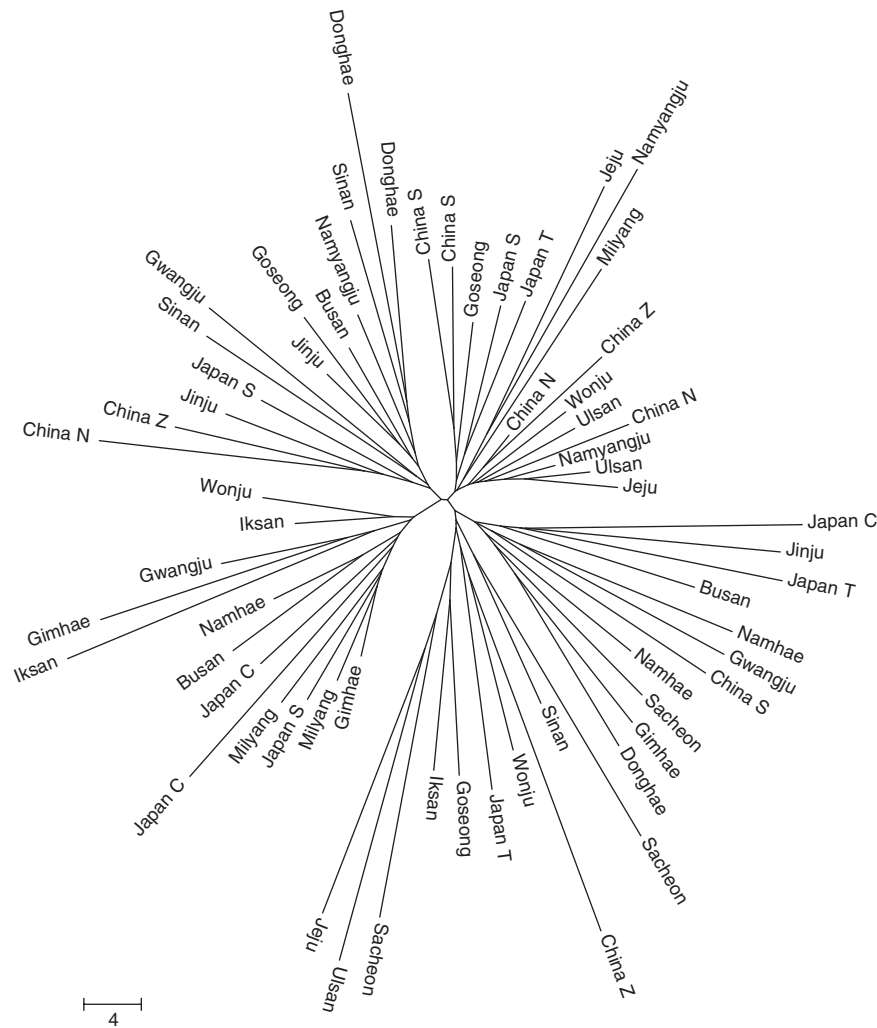 Donghae
Donghae
Sinan
Namyangju
Busan
Goseong
Jinju
Gwangju
Sinan
Japan S
Jinju
China Z
China N
China S
China S
Goseong
Japan S
Japan T
Jeju
Namyangju
Milyang
China Z
China N
Wonju
Ulsan
China N
Namyangju
Ulsan
Jeju
Japan C
Jinju
Japan T
Busan
Namhae
Gwangju
China S
Namhae
Sacheon
Gimhae
Donghae
Sacheon
Sinan
China Z
Wonju
Japan T
Goseong
Iksan
Sacheon
Ulsan
Jeju
Gimhae
Milyang
Japan S
Milyang
Japan C
Japan C
Busan
Namhae
Iksan
Gimhae
Gwangju
Iksan
Wonju
4